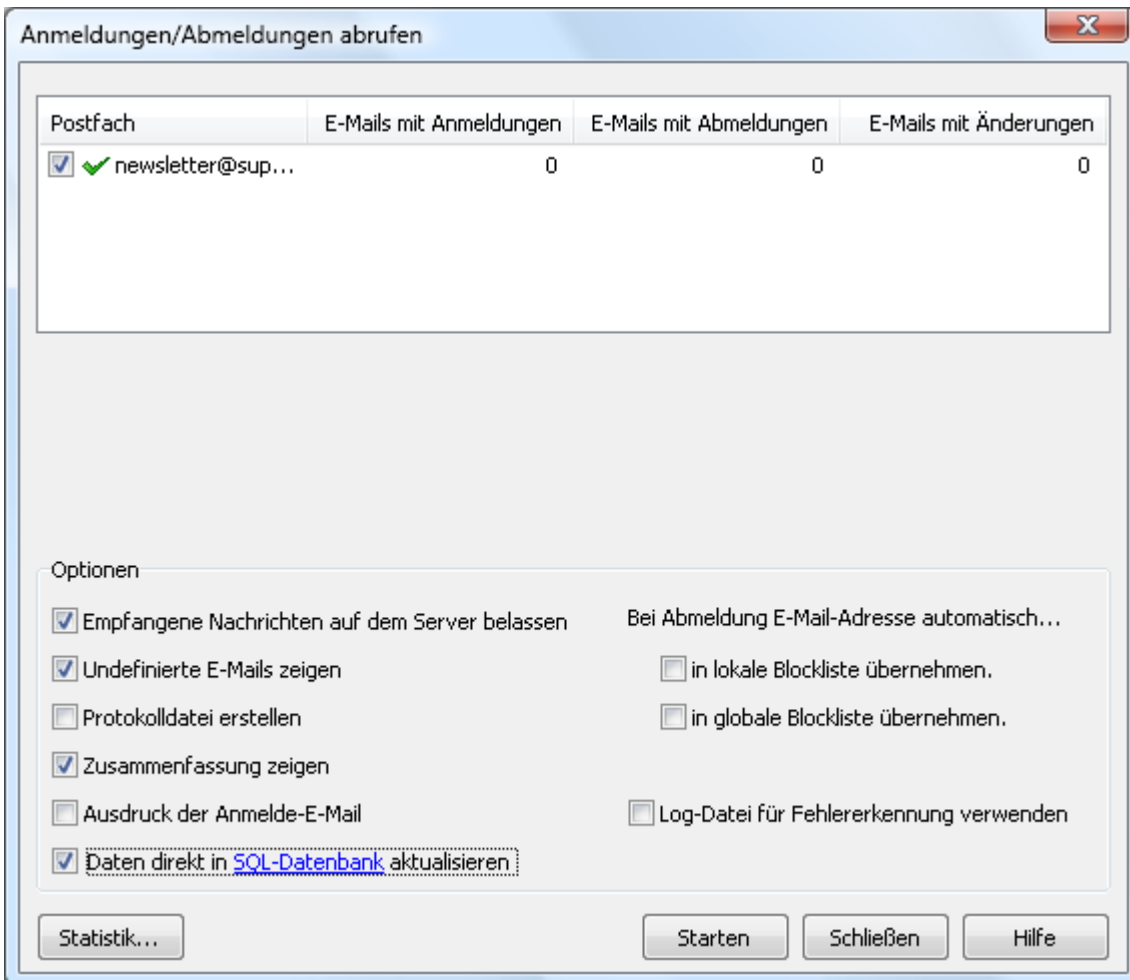 Anmeldungen/Abmeldungen abrufen
Postfach E-Mails mit Anmeldungen E-Mails mit Abmeldungen E-Mails mit Änderungen
newsletter@sup... 0 0 0
Optionen
Empfangene Nachrichten auf dem Server belassen
Undefinierte E-Mails zeigen
Protokolldatei erstellen
Zusammenfassung zeigen
Ausdruck der Anmelde-E-Mail
Daten direkt in SQL-Datenbank aktualisieren
Bei Abmeldung E-Mail-Adresse automatisch...
in lokale Blockliste übernehmen.
in globale Blockliste übernehmen.
Log-Datei für Fehlererkennung verwenden
Statistik... Starten Schließen Hilfe